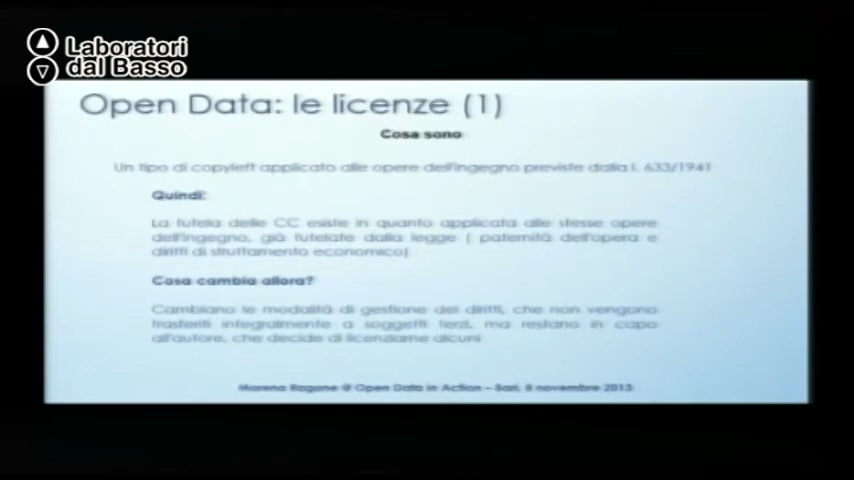 Laboratori
dal Basso
Open Data: le licenze (1)
Cosa sono
Un tipo di copyleft applicato alle opere dell'ingegno previste dalla l. 633/1941
Quindi:
La tutela delle CC esiste in quanto applicata alle stesse opere
dell'ingegno, già tutelate dalla legge ( paternità dell'opera e
diritti di sfruttamento economico)
Cosa cambia allora?
Cambiano le modalità di gestione dei diritti, che non vengono
trasferiti integralmente a soggetti terzi, ma restano in capo
all'autore, che decide di licenziarne alcuni
Morena Ragone @ Open Data in Action – Bari, 8 novembre 2013